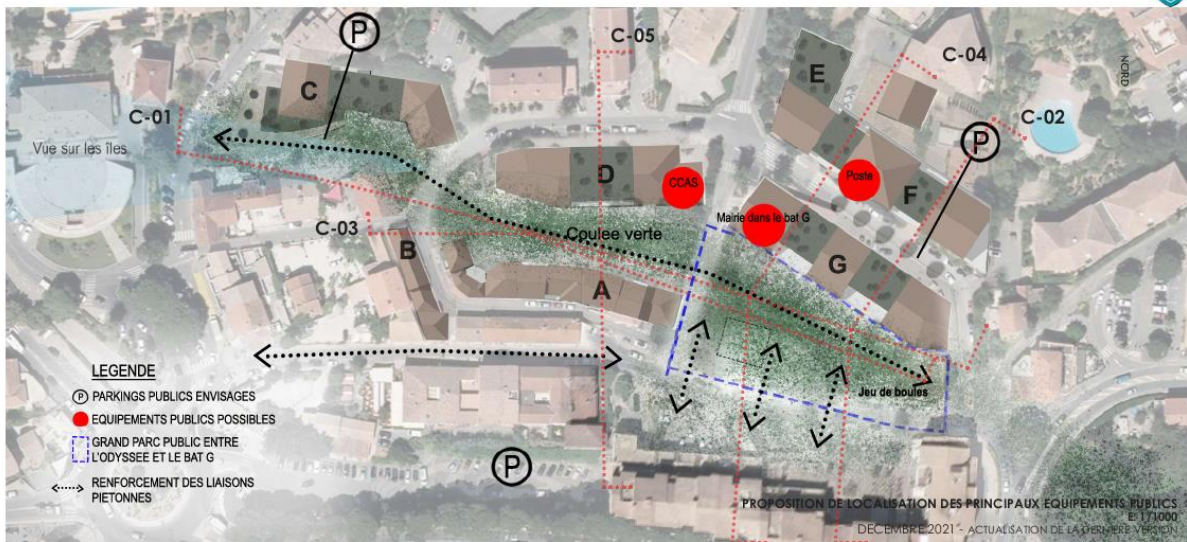 P
C-05
C-04
E
NORD
C
C-01
C-02
P
Vue sur les îles
D
CCAS
Poste
F
Mairie dans le bat G
C-03
B
Coulee verte
G
A
LEGENDE
P PARKINGS PUBLICS ENVISAGES
EQUIPEMENTS PUBLICS POSSIBLES
GRAND PARC PUBLIC ENTRE
L'ODYSSEE ET LE BAT G
RENFORCEMENT DES LIAISONS
PIETONNES
Jeu de boules
P
PROPOSITION DE LOCALISATION DES PRINCIPAUX EQUIPEMENTS PUBLICS
E: 1/1000
DECEMBRE 2021 - ACTUALISATION DE LA DERNIERE VERSION